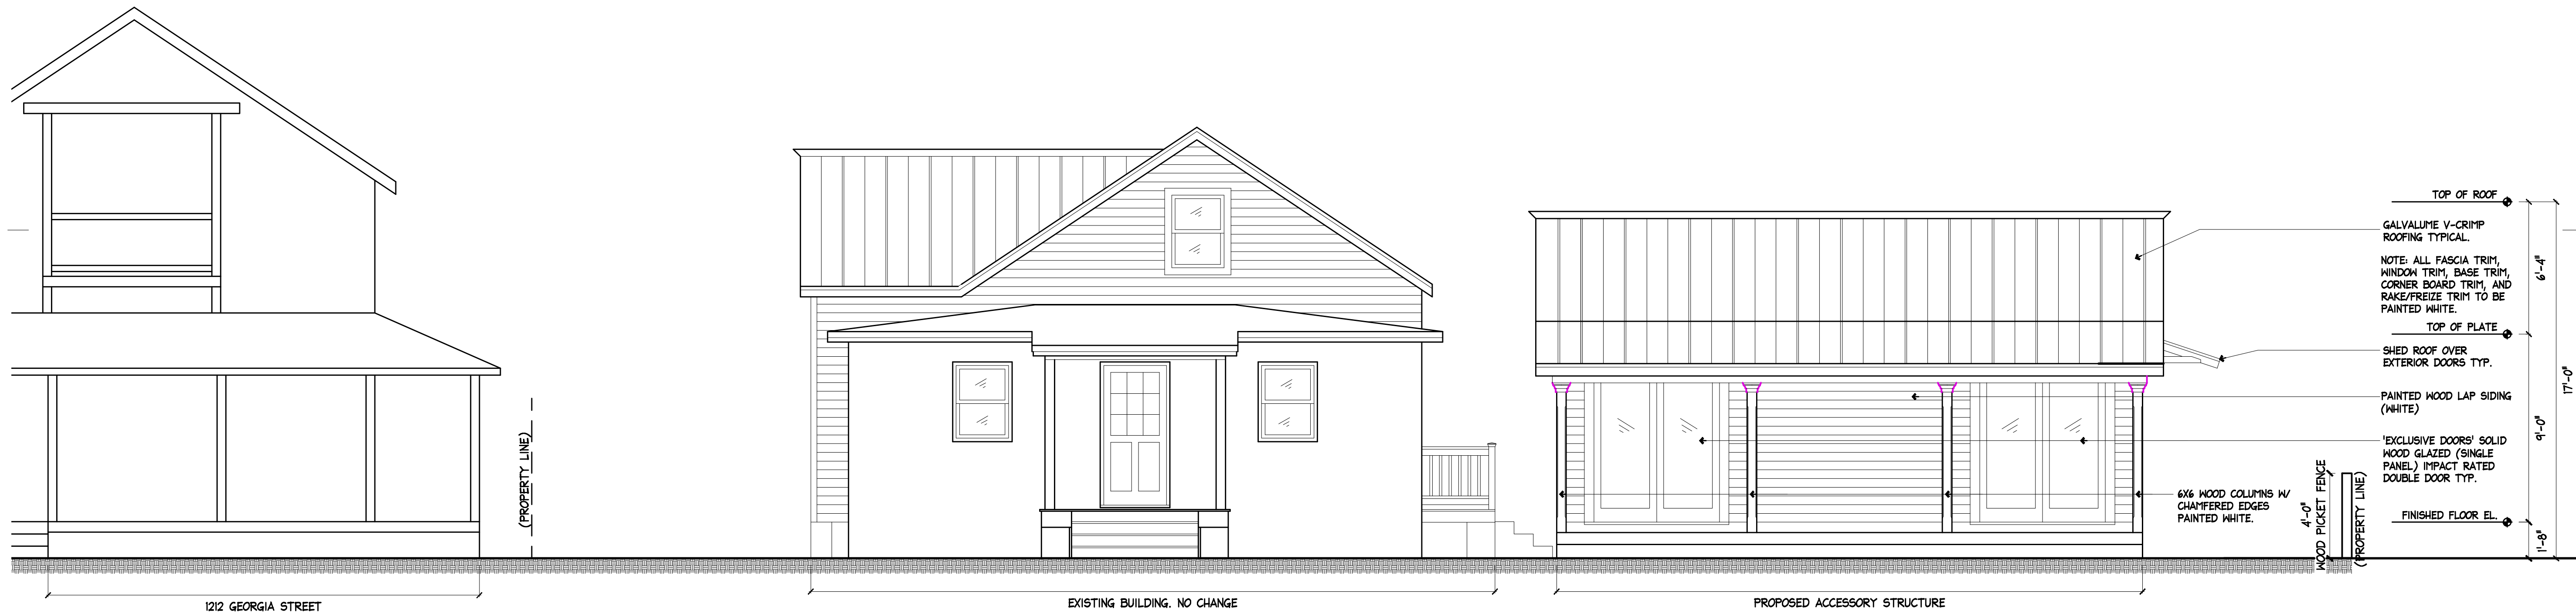 TOP OF ROOF
GALVALUME V-CRIMP
ROOFING TYPICAL.
NOTE: ALL FASCIA TRIM,
WINDOW TRIM, BASE TRIM,
CORNER BOARD TRIM, AND
RAKE/FREIZE TRIM TO BE
PAINTED WHITE.
TOP OF PLATE
SHED ROOF OVER
EXTERIOR DOORS TYP.
PAINTED WOOD LAP SIDING
(WHITE)
'EXCLUSIVE DOORS' SOLID
WOOD GLAZED (SINGLE
PANEL) IMPACT RATED
DOUBLE DOOR TYP.
6X6 WOOD COLUMNS W/
CHAMFERED EDGES
PAINTED WHITE.
FINISHED FLOOR EL.
6'-4"
9'-0"
1'-8"
17'-0"
4'-0"
WOOD PICKET FENCE
(PROPERTY LINE)
(PROPERTY LINE)
1212 GEORGIA STREET
EXISTING BUILDING. NO CHANGE
PROPOSED ACCESSORY STRUCTURE